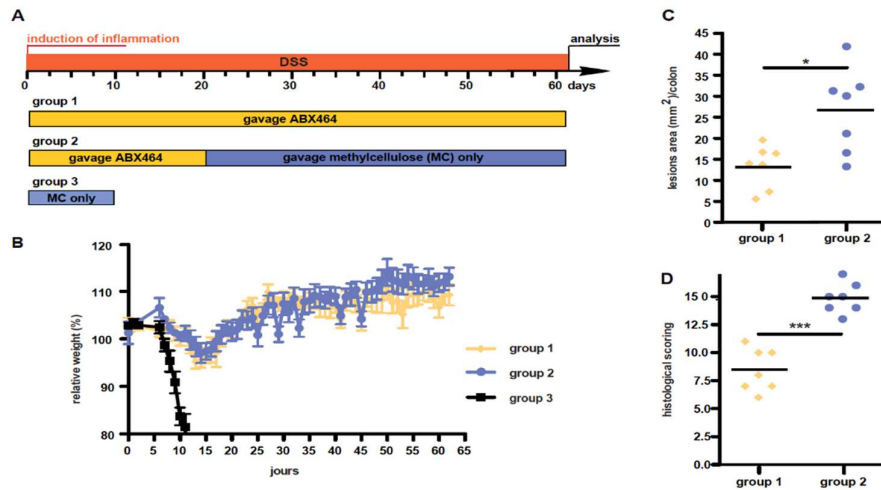 A
induction of inflammation
analysis
DSS
0 10 20 30 40 50 60 days
group 1
gavage ABX464
group 2
gavage ABX464 gavage methylcellulose (MC) only
group 3
MC only
B
120
110
100
90
80
relative weight (%)
0 5 10 15 20 25 30 35 40 45 50 55 60 65
jours
group 1
group 2
group 3
C
45
40
35
30
25
20
15
10
5
0
lesions area (mm2)/colon
*
group 1 group 2
D
15.0
12.5
10.0
7.5
5.0
2.5
0.0
histological scoring
***
group 1 group 2